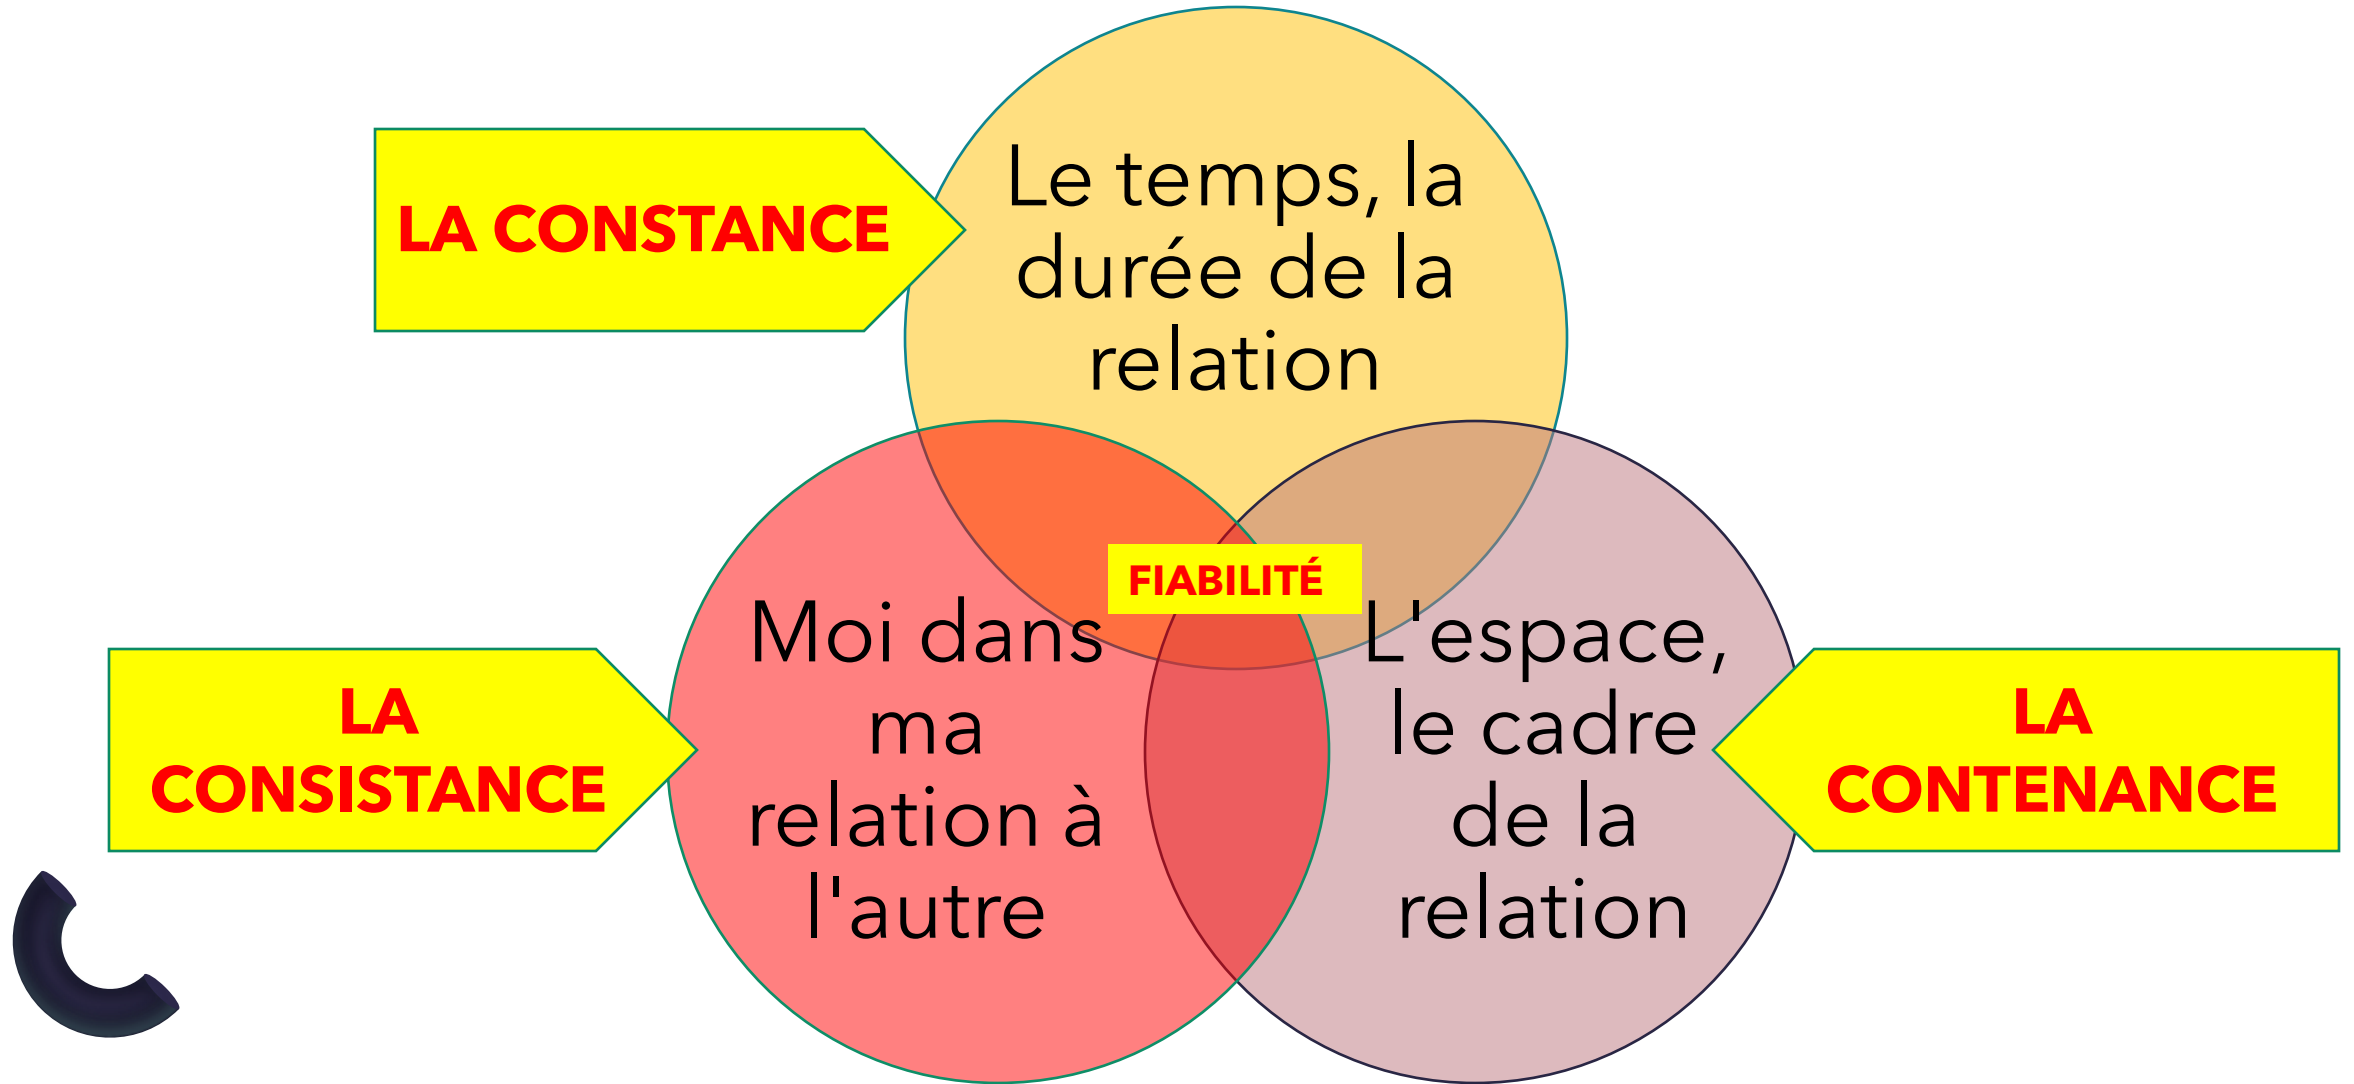 LA CONSTANCE
Le temps, la
durée de la
relation
FIABILITÉ
LA
CONSISTANCE
Moi dans
ma
relation à
l'autre
L'espace,
le cadre
de la
relation
LA
CONTENANCE